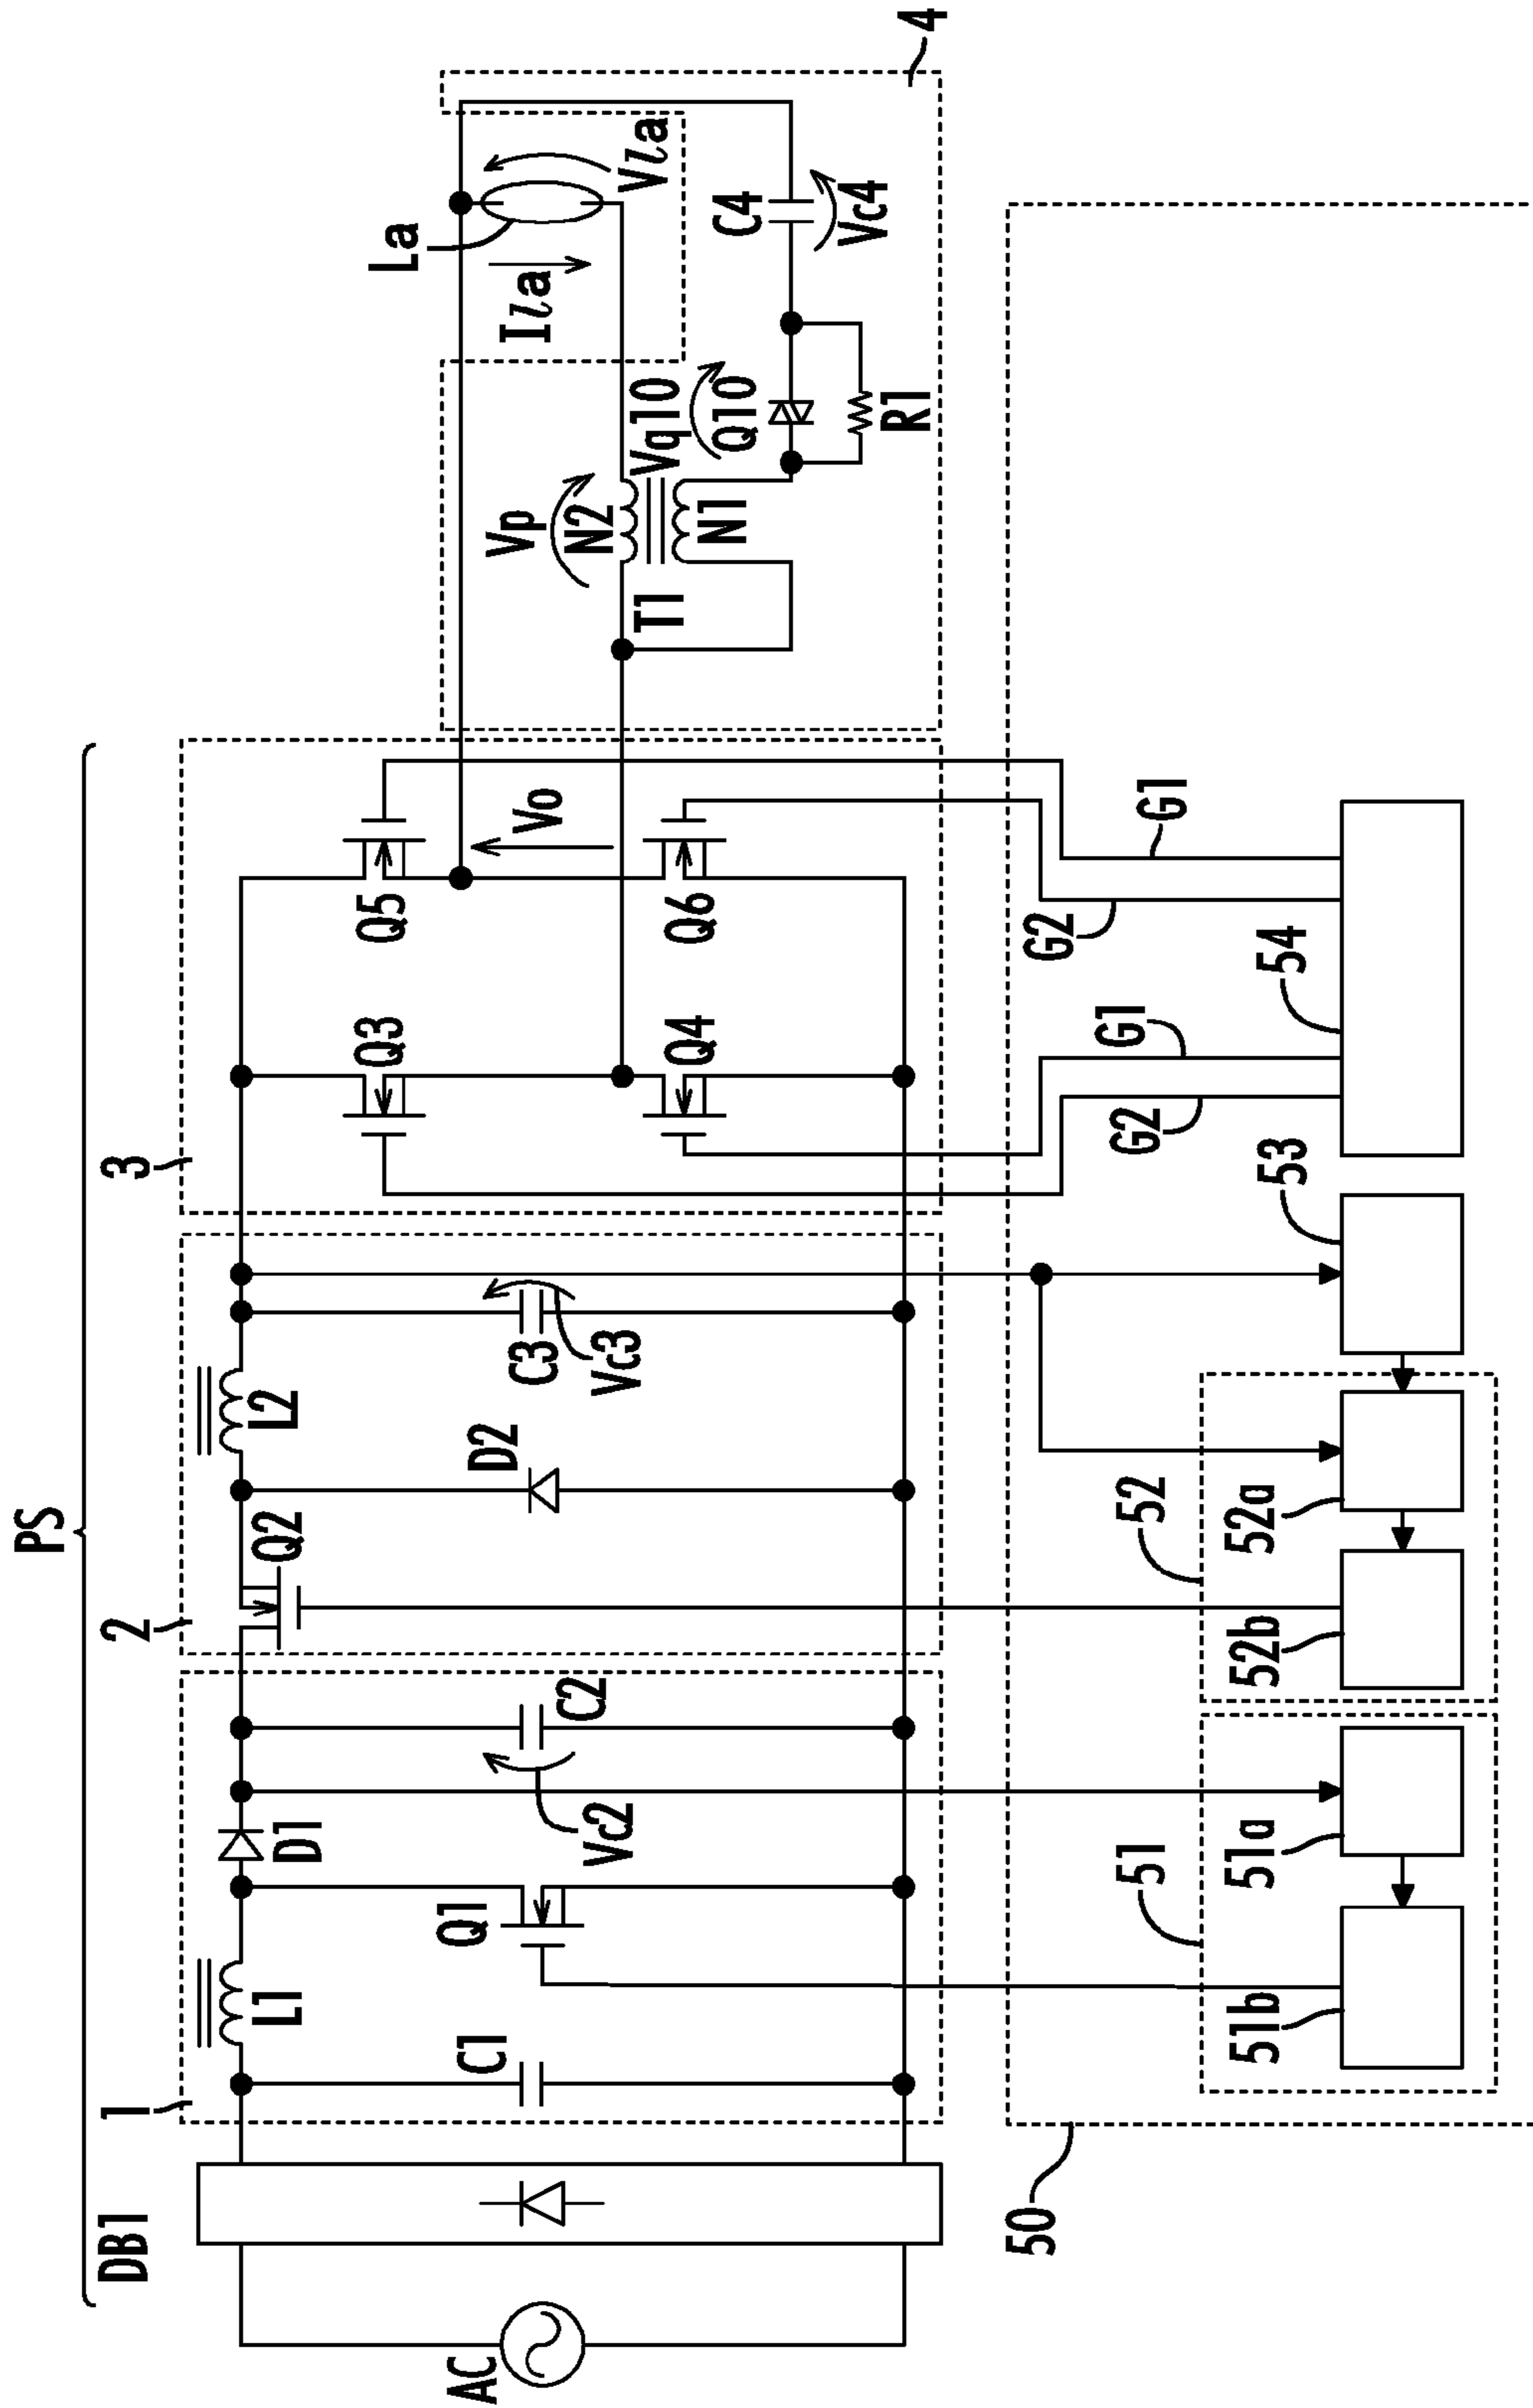 PS
DB1
1
2
3
4
AC
C1
L1
Q1
D1
Vc2
C2
Q2
D2
L2
C3
Vc3
Q3
Q4
Q5
Q6
Vo
T1
Vp
N2
N1
Vq10
Q10
R1
C4
Vc4
La
Ila
Vla
50
51
51b
51a
52
52b
52a
53
54
G2
G1
G2
G1